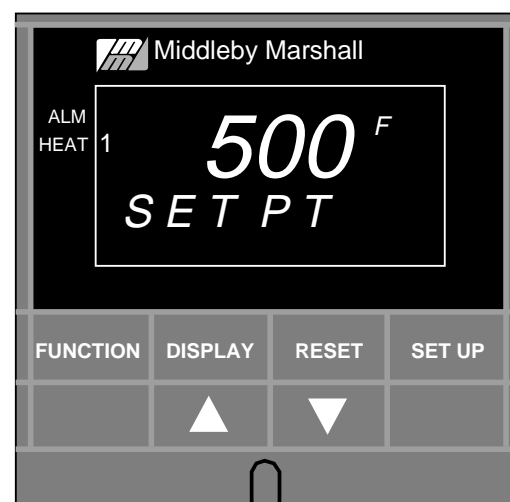 Middleby Marshall
ALM
HEAT 1
500 F
SET PT
FUNCTION DISPLAY RESET SET UP